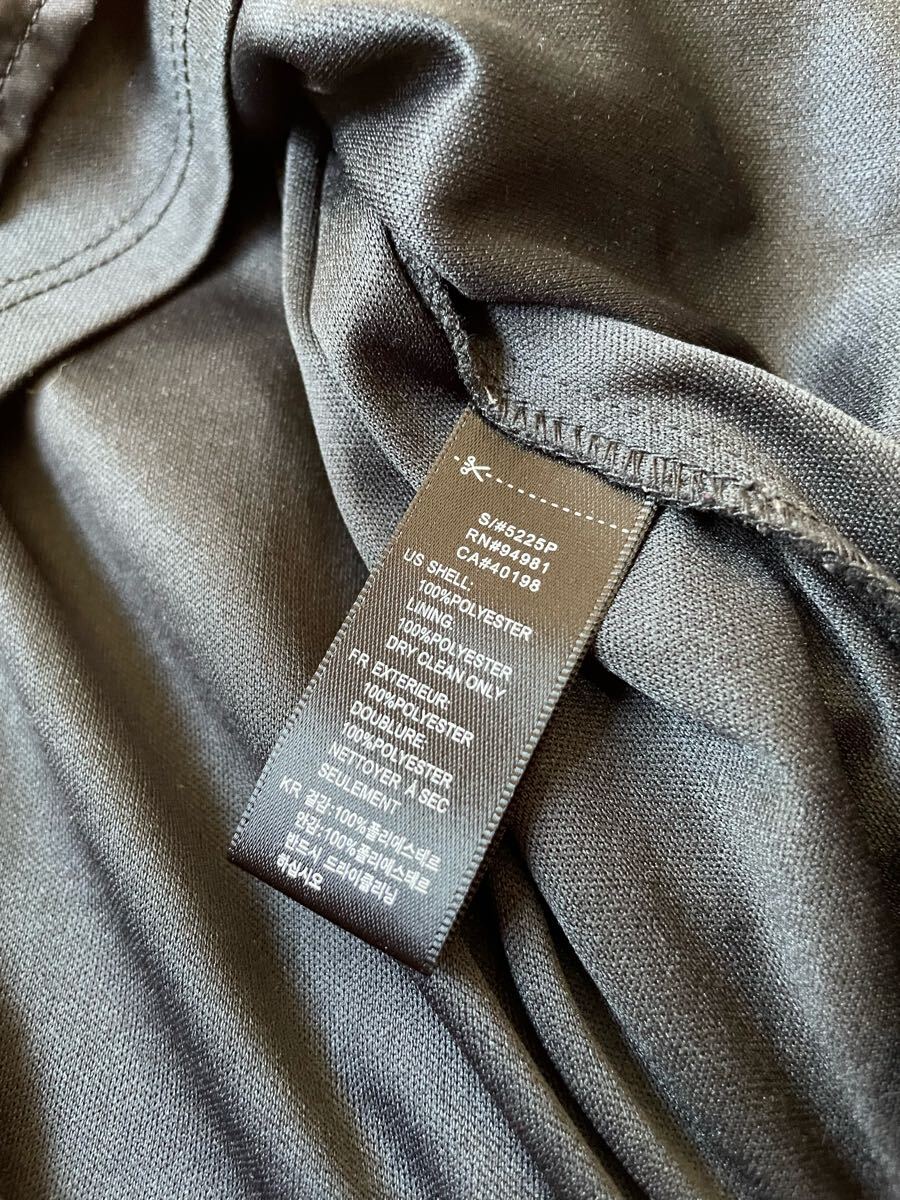 S/#5225P
RN#94981
CA#40198
US SHELL:
100%POLYESTER
LINING:
100%POLYESTER
DRY CLEAN ONLY
FR EXTERIEUR:
100%POLYESTER
DOUBLURE:
100%POLYESTER
NETTOYER À SEC
SEULEMENT
KR 겉감:100%폴리에스테르
안감:100%폴리에스테르
반드시 드라이클리닝
하십시오